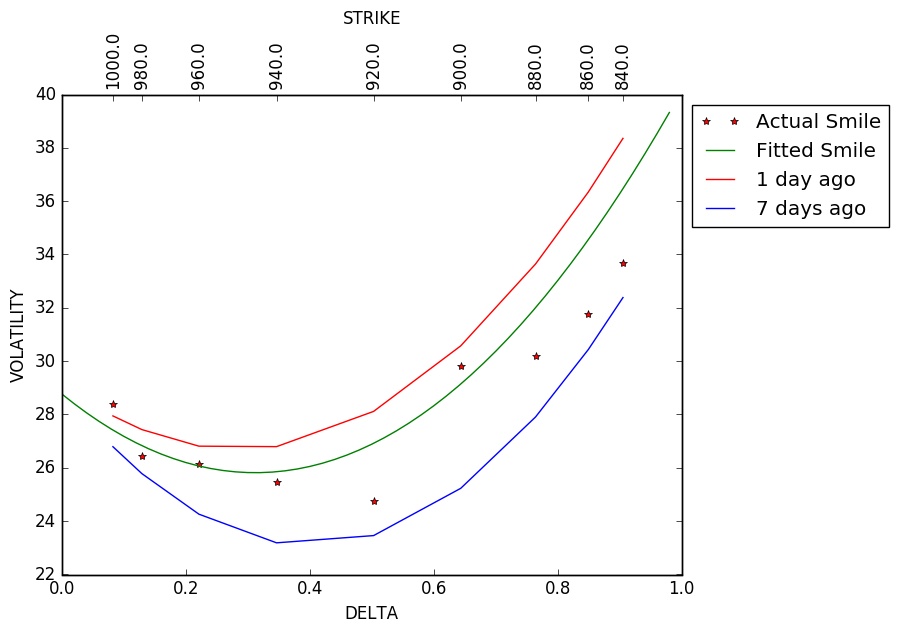 STRIKE
1000.0 980.0 960.0 940.0 920.0 900.0 880.0 860.0 840.0
40
38
36
34
32
30
28
26
24
22
VOLATILITY
0.0 0.2 0.4 0.6 0.8 1.0
DELTA
Actual Smile
Fitted Smile
1 day ago
7 days ago